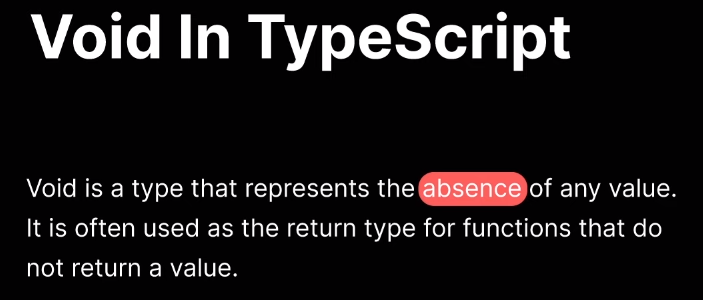 Void In TypeScript
Void is a type that represents the absence of any value.
It is often used as the return type for functions that do
not return a value.